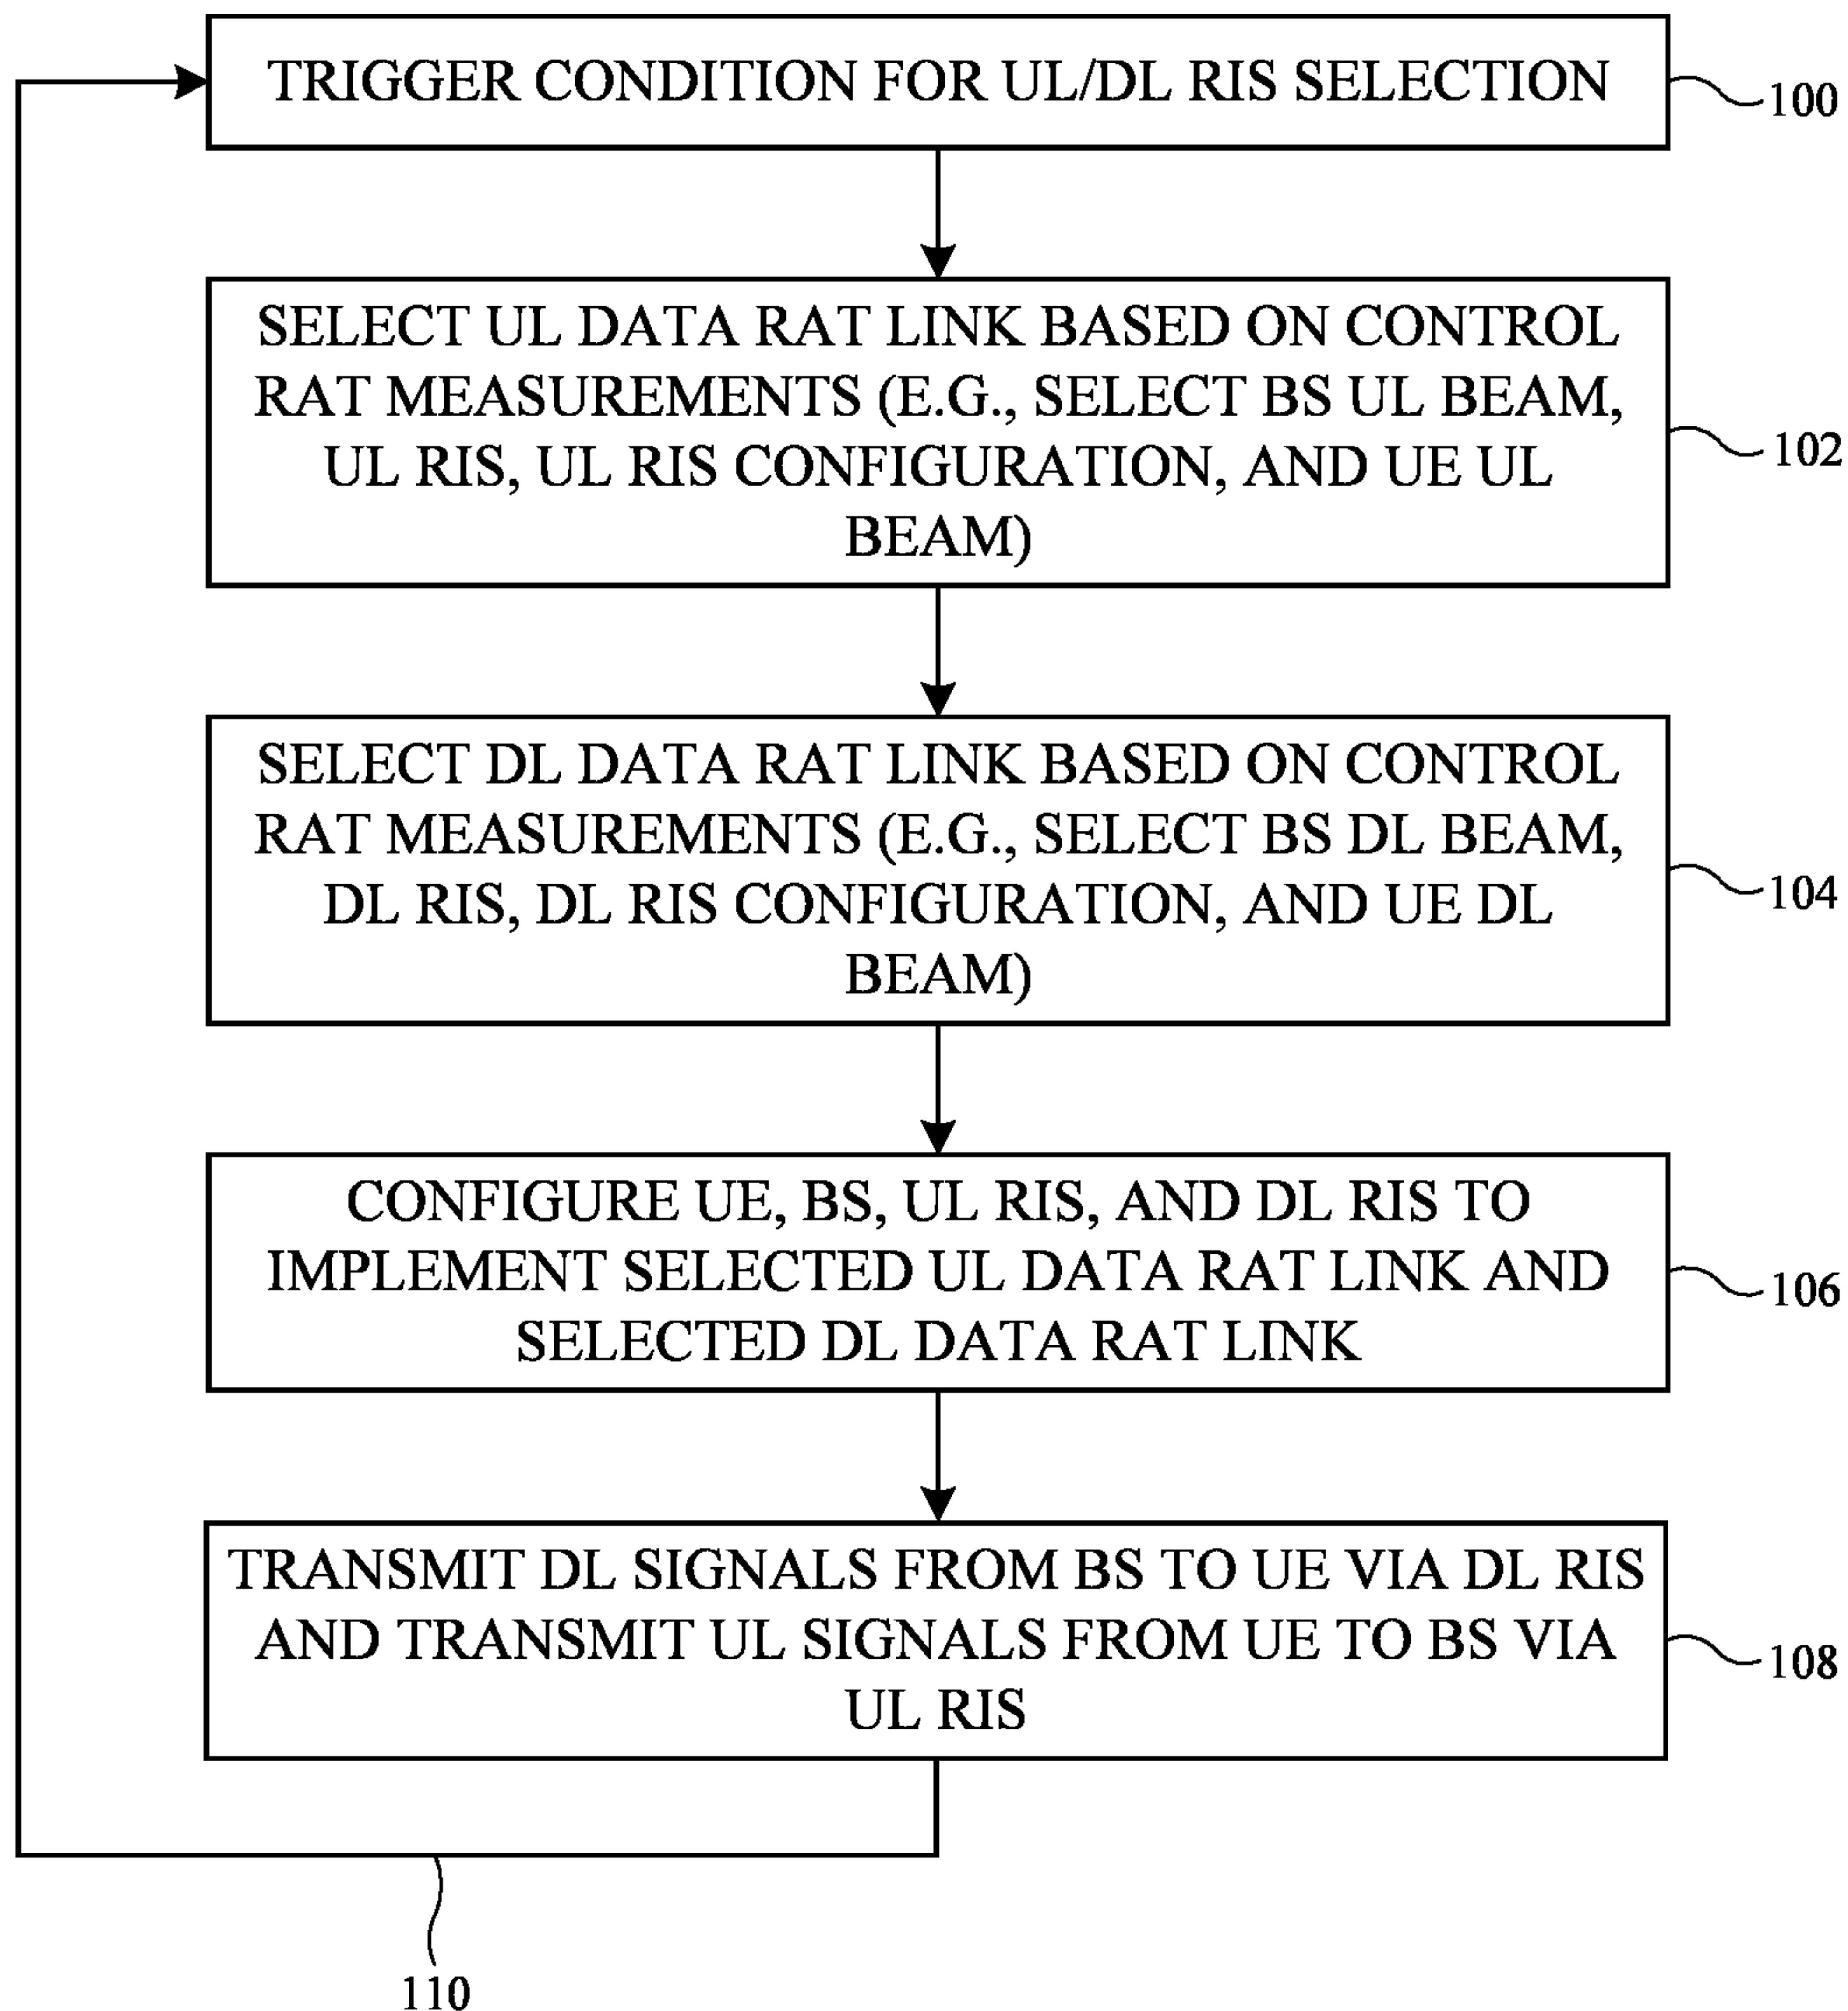 TRIGGER CONDITION FOR UL/DL RIS SELECTION
100
SELECT UL DATA RAT LINK BASED ON CONTROL
RAT MEASUREMENTS (E.G., SELECT BS UL BEAM,
UL RIS, UL RIS CONFIGURATION, AND UE UL
BEAM)
102
SELECT DL DATA RAT LINK BASED ON CONTROL
RAT MEASUREMENTS (E.G., SELECT BS DL BEAM,
DL RIS, DL RIS CONFIGURATION, AND UE DL
BEAM)
104
CONFIGURE UE, BS, UL RIS, AND DL RIS TO
IMPLEMENT SELECTED UL DATA RAT LINK AND
SELECTED DL DATA RAT LINK
106
TRANSMIT DL SIGNALS FROM BS TO UE VIA DL RIS
AND TRANSMIT UL SIGNALS FROM UE TO BS VIA
UL RIS
108
110